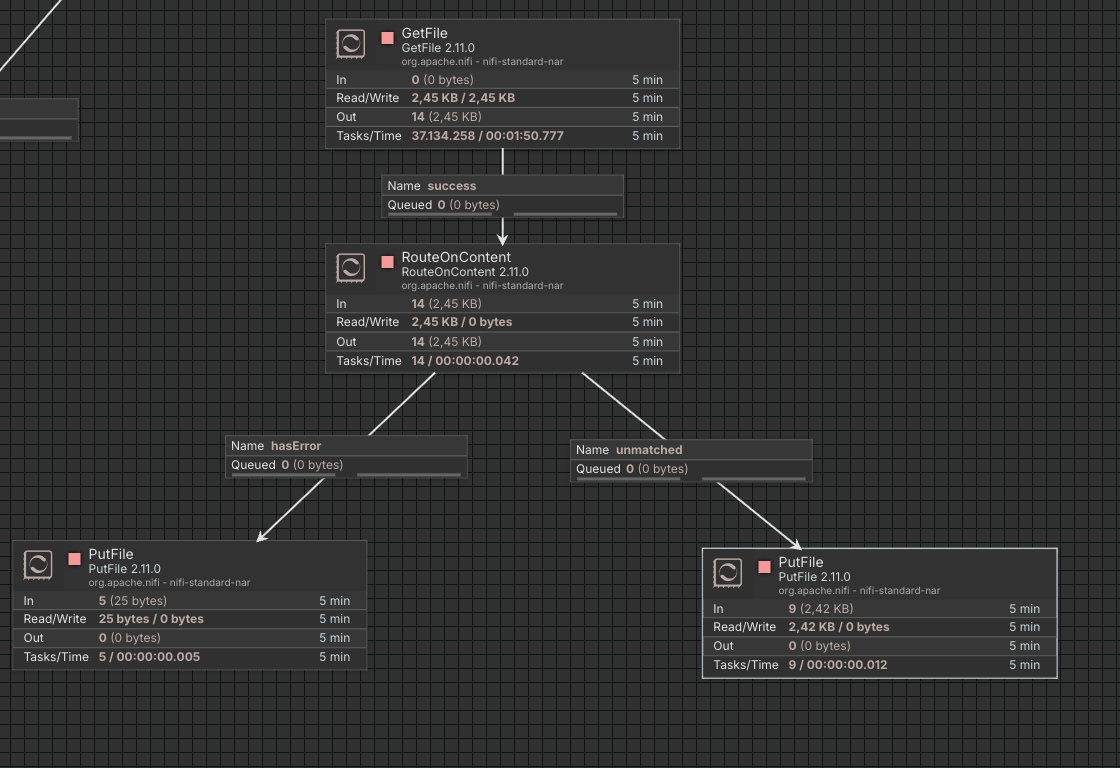 GetFile
GetFile 2.11.0
org.apache.nifi - nifi-standard-nar
In 0 (0 bytes) 5 min
Read/Write 2,45 KB / 2,45 KB 5 min
Out 14 (2,45 KB) 5 min
Tasks/Time 37.134.258 / 00:01:50.777 5 min
Name success
Queued 0 (0 bytes)
RouteOnContent
RouteOnContent 2.11.0
org.apache.nifi - nifi-standard-nar
In 14 (2,45 KB) 5 min
Read/Write 2,45 KB / 0 bytes 5 min
Out 14 (2,45 KB) 5 min
Tasks/Time 14 / 00:00:00.042 5 min
Name hasError
Queued 0 (0 bytes)
Name unmatched
Queued 0 (0 bytes)
PutFile
PutFile 2.11.0
org.apache.nifi - nifi-standard-nar
In 5 (25 bytes) 5 min
Read/Write 25 bytes / 0 bytes 5 min
Out 0 (0 bytes) 5 min
Tasks/Time 5 / 00:00:00.005 5 min
PutFile
PutFile 2.11.0
org.apache.nifi - nifi-standard-nar
In 9 (2,42 KB) 5 min
Read/Write 2,42 KB / 0 bytes 5 min
Out 0 (0 bytes) 5 min
Tasks/Time 9 / 00:00:00.012 5 min